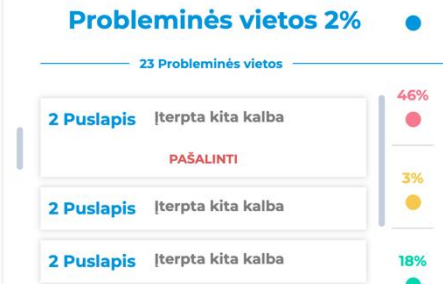 Probleminės vietos 2%
23 Probleminės vietos
46%
2 Puslapis Įterpta kita kalba
PAŠALINTI
3%
2 Puslapis Įterpta kita kalba
2 Puslapis Įterpta kita kalba
18%